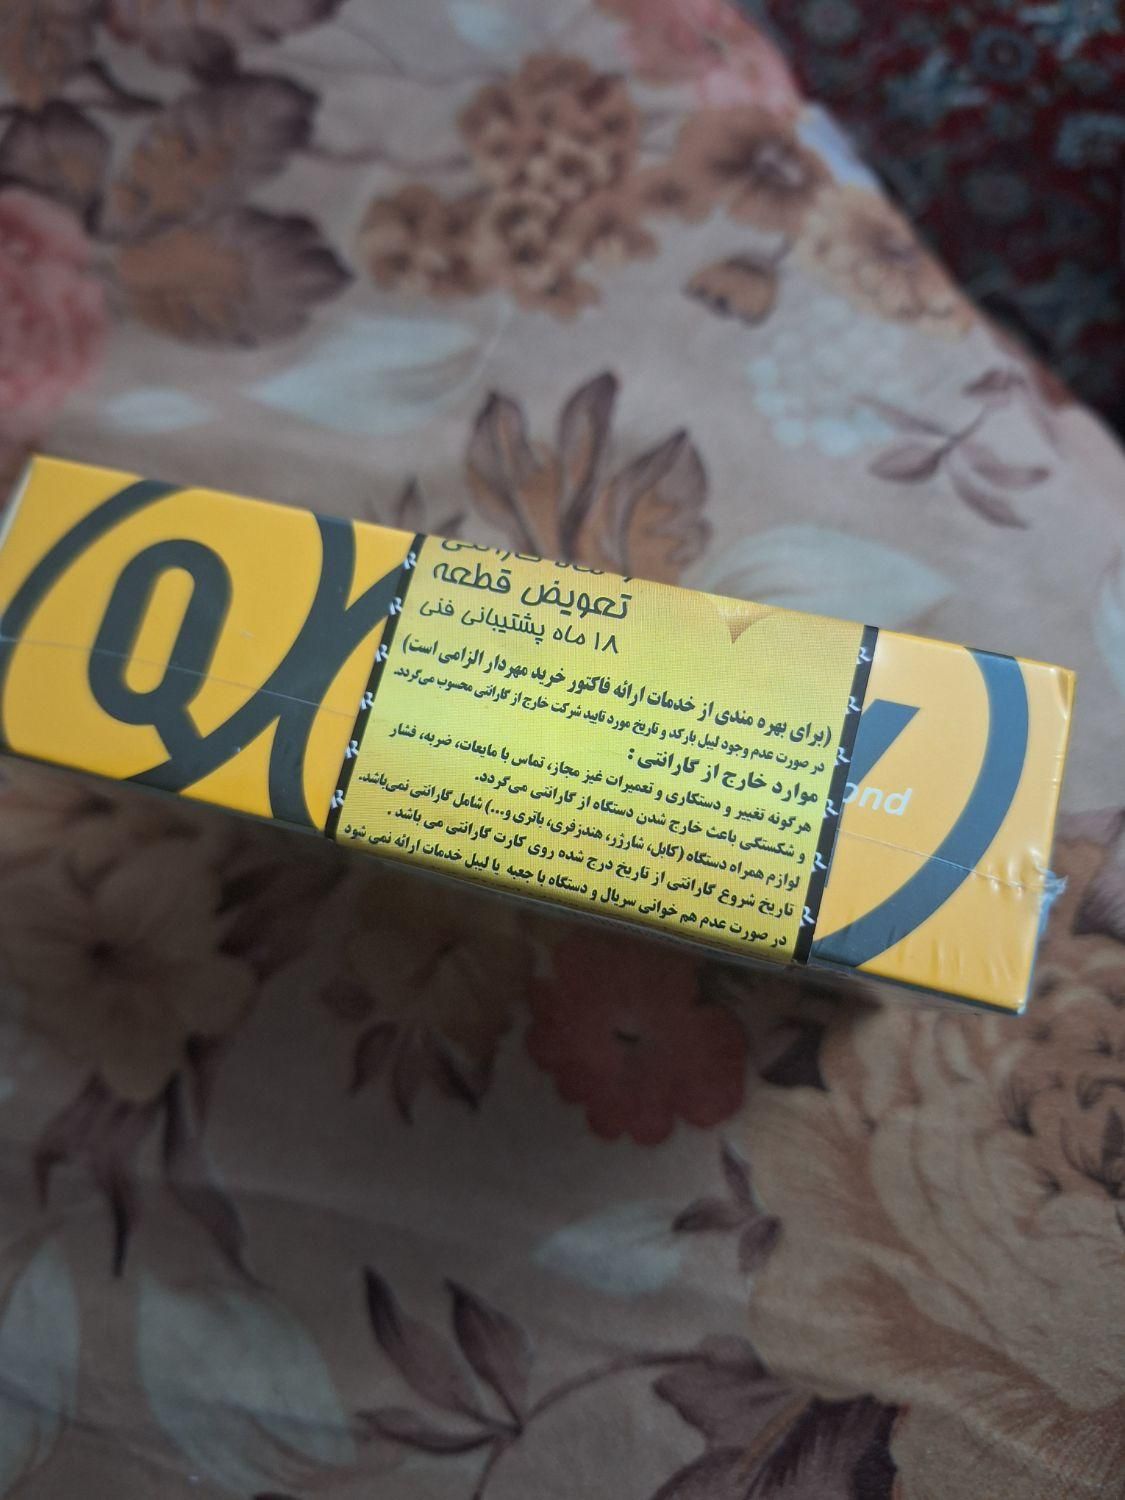 ماه گارانتی
تعویض قطعه
۱۸ ماه پشتیبانی فنی
(برای بهره مندی از خدمات ارائه فاکتور خرید مهردار الزامی است)
در صورت عدم وجود لیبل بارکد و تاریخ مورد تایید شرکت خارج از گارانتی محسوب می‌گردد.
موارد خارج از گارانتی :
هرگونه تغییر و دستکاری و تعمیرات غیز مجاز، تماس با مایعات، ضربه، فشار
و شکستگی باعث خارج شدن دستگاه از گارانتی می‌گردد.
لوازم همراه دستگاه (کابل، شارژر، هندزفری، باتری و...) شامل گارانتی نمی‌باشد.
تاریخ شروع گارانتی از تاریخ درج شده روی کارت گارانتی می باشد .
در صورت عدم هم خوانی سریال و دستگاه با جعبه یا لیبل خدمات ارائه نمی شود
Q
ond